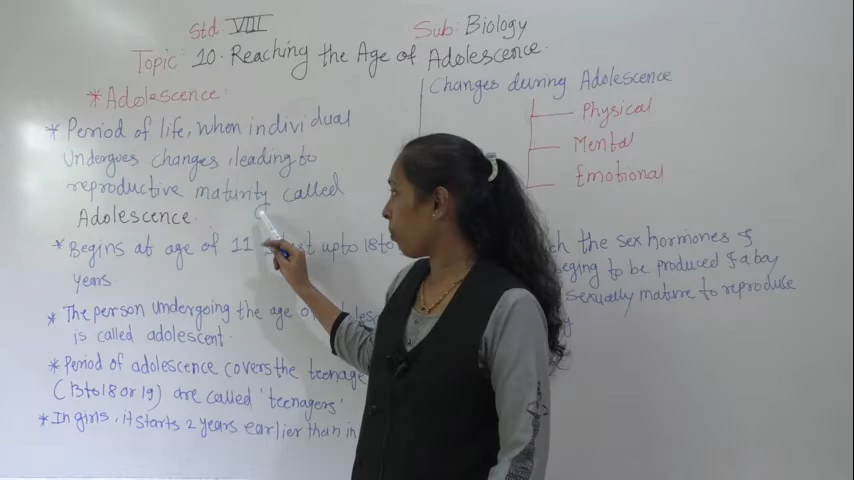 Std: VIII Sub: Biology
Topic: 10. Reaching the Age of Adolescence.
* Adolescence:
* Period of life, when individual
undergoes changes, leading to
reproductive maturity called
Adolescence.
* Begins at age of 11 upto 18 to
years.
* The person undergoing the age of
is called adolescent.
* Period of adolescence covers the teenage
(13 to 18 or 19) are called 'teenagers'
* In girls, it starts 2 years earlier than in
Changes during Adolescence
Physical
Mental
Emotional
the sex hormones
to be produced & a boy
sexually mature to reproduce